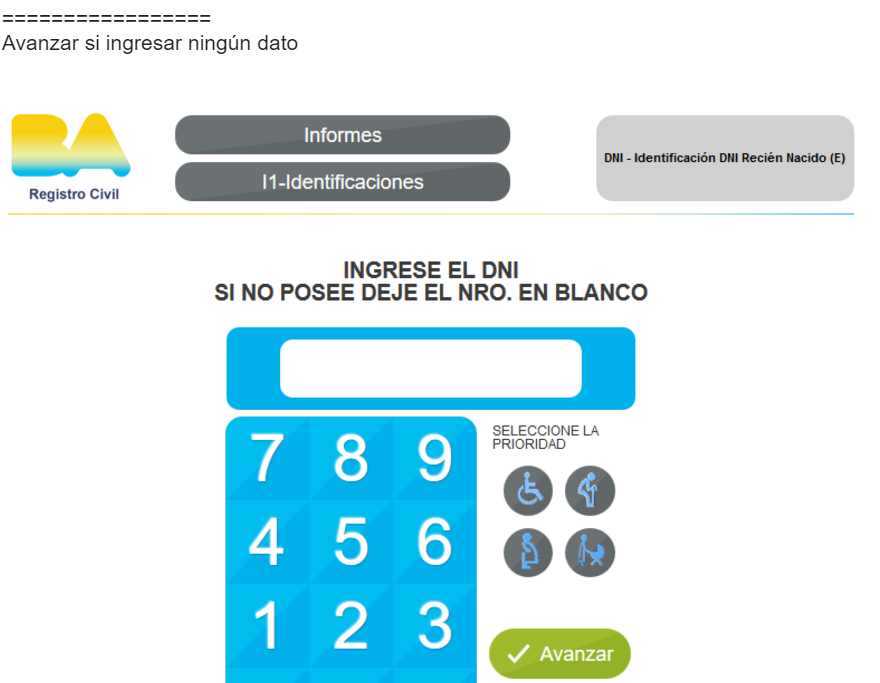 =================
Avanzar si ingresar ningún dato
BA
Registro Civil
Informes
I1-Identificaciones
DNI - Identificación DNI Recién Nacido (E)
INGRESE EL DNI
SI NO POSEE DEJE EL NRO. EN BLANCO
7 8 9
4 5 6
1 2 3
SELECCIONE LA
PRIORIDAD
Avanzar